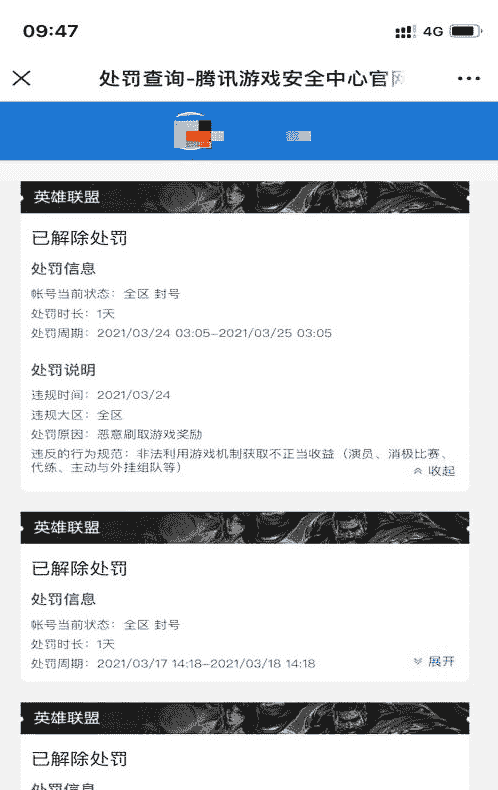 09:47
4G
处罚查询-腾讯游戏安全中心官
英雄联盟
已解除处罚
处罚信息
帐号当前状态：全区 封号
处罚时长：1天
处罚周期：2021/03/24 03:05-2021/03/25 03:05
处罚说明
违规时间：2021/03/24
违规大区：全区
处罚原因：恶意刷取游戏奖励
违反的行为规范：非法利用游戏机制获取不正当收益（演员、消极比赛、
代练、主动与外挂组队等）
收起
英雄联盟
已解除处罚
处罚信息
帐号当前状态：全区 封号
处罚时长：1天
处罚周期：2021/03/17 14:18-2021/03/18 14:18
展开
英雄联盟
已解除处罚
处罚信息